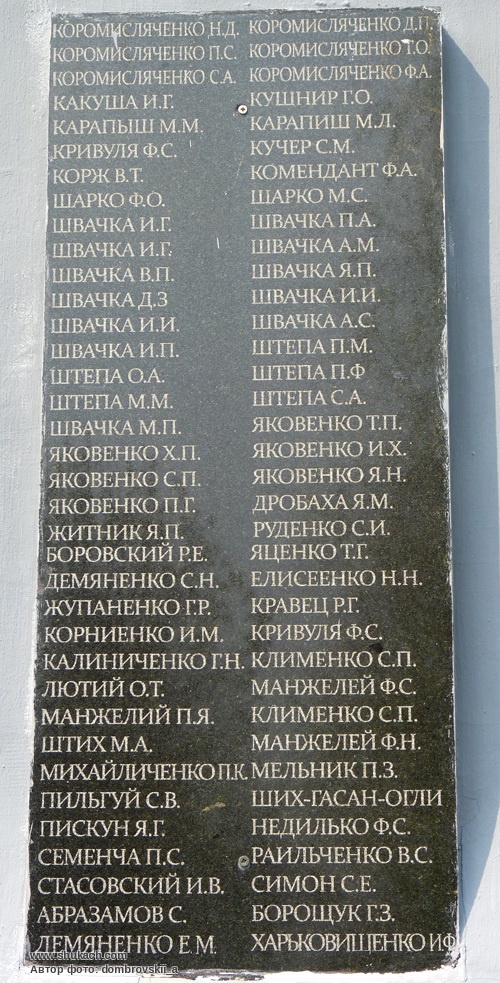 КОРОМИСЛЯЧЕНКО Н.Д. КОРОМИСЛЯЧЕНКО Д.П.
КОРОМИСЛЯЧЕНКО П.С. КОРОМИСЛЯЧЕНКО Т.О.
КОРОМИСЛЯЧЕНКО С.А. КОРОМИСЛЯЧЕНКО Ф.А.
КАКУША И.Г. КУШНИР Г.О.
КАРАПЫШ М.М. КАРАПИШ М.Л.
КРИВУЛЯ Ф.С. КУЧЕР С.М.
КОРЖ В.Т. КОМЕНДАНТ Ф.А.
ШАРКО Ф.О. ШАРКО М.С.
ШВАЧКА И.Г. ШВАЧКА П.А.
ШВАЧКА И.Г. ШВАЧКА А.М.
ШВАЧКА В.П. ШВАЧКА Я.П.
ШВАЧКА Д.З ШВАЧКА И.И.
ШВАЧКА И.И. ШВАЧКА А.С.
ШВАЧКА И.П. ШТЕПА П.М.
ШТЕПА О.А. ШТЕПА П.Ф
ШТЕПА М.М. ШТЕПА С.А.
ШВАЧКА М.П. ЯКОВЕНКО Т.П.
ЯКОВЕНКО Х.П. ЯКОВЕНКО И.Х.
ЯКОВЕНКО С.П. ЯКОВЕНКО Я.Н.
ЯКОВЕНКО П.Г. ДРОБАХА Я.М.
ЖИТНИК Я.П. РУДЕНКО С.И.
БОРОВСКИЙ Р.Е. ЯЦЕНКО Т.Г.
ДЕМЯНЕНКО С.Н. ЕЛИСЕЕНКО Н.Н.
ЖУПАНЕНКО Г.Р. КРАВЕЦ Р.Г.
КОРНИЕНКО И.М. КРИВУЛЯ Ф.С.
КАЛИНИЧЕНКО Г.Н. КЛИМЕНКО С.П.
ЛЮТИЙ О.Т. МАНЖЕЛЕЙ Ф.С.
МАНЖЕЛИЙ П.Я. КЛИМЕНКО С.П.
ШТИХ М.А. МАНЖЕЛЕЙ Ф.Н.
МИХАЙЛИЧЕНКО П.К. МЕЛЬНИК П.З.
ПИЛЬГУЙ С.В. ШИХ-ГАСАН-ОГЛИ
ПИСКУН Я.Г. НЕДИЛЬКО Ф.С.
СЕМЕНЧА П.С. РАИЛЬЧЕНКО В.С.
СТАСОВСКИЙ И.В. СИМОН С.Е.
АБРАЗАМОВ С. БОРОЩУК Г.З.
ДЕМЯНЕНКО Е.М. ХАРЬКОВИЩЕНКО И.Ф.
www.shukach.com
Автор фото: dombrovskii_a